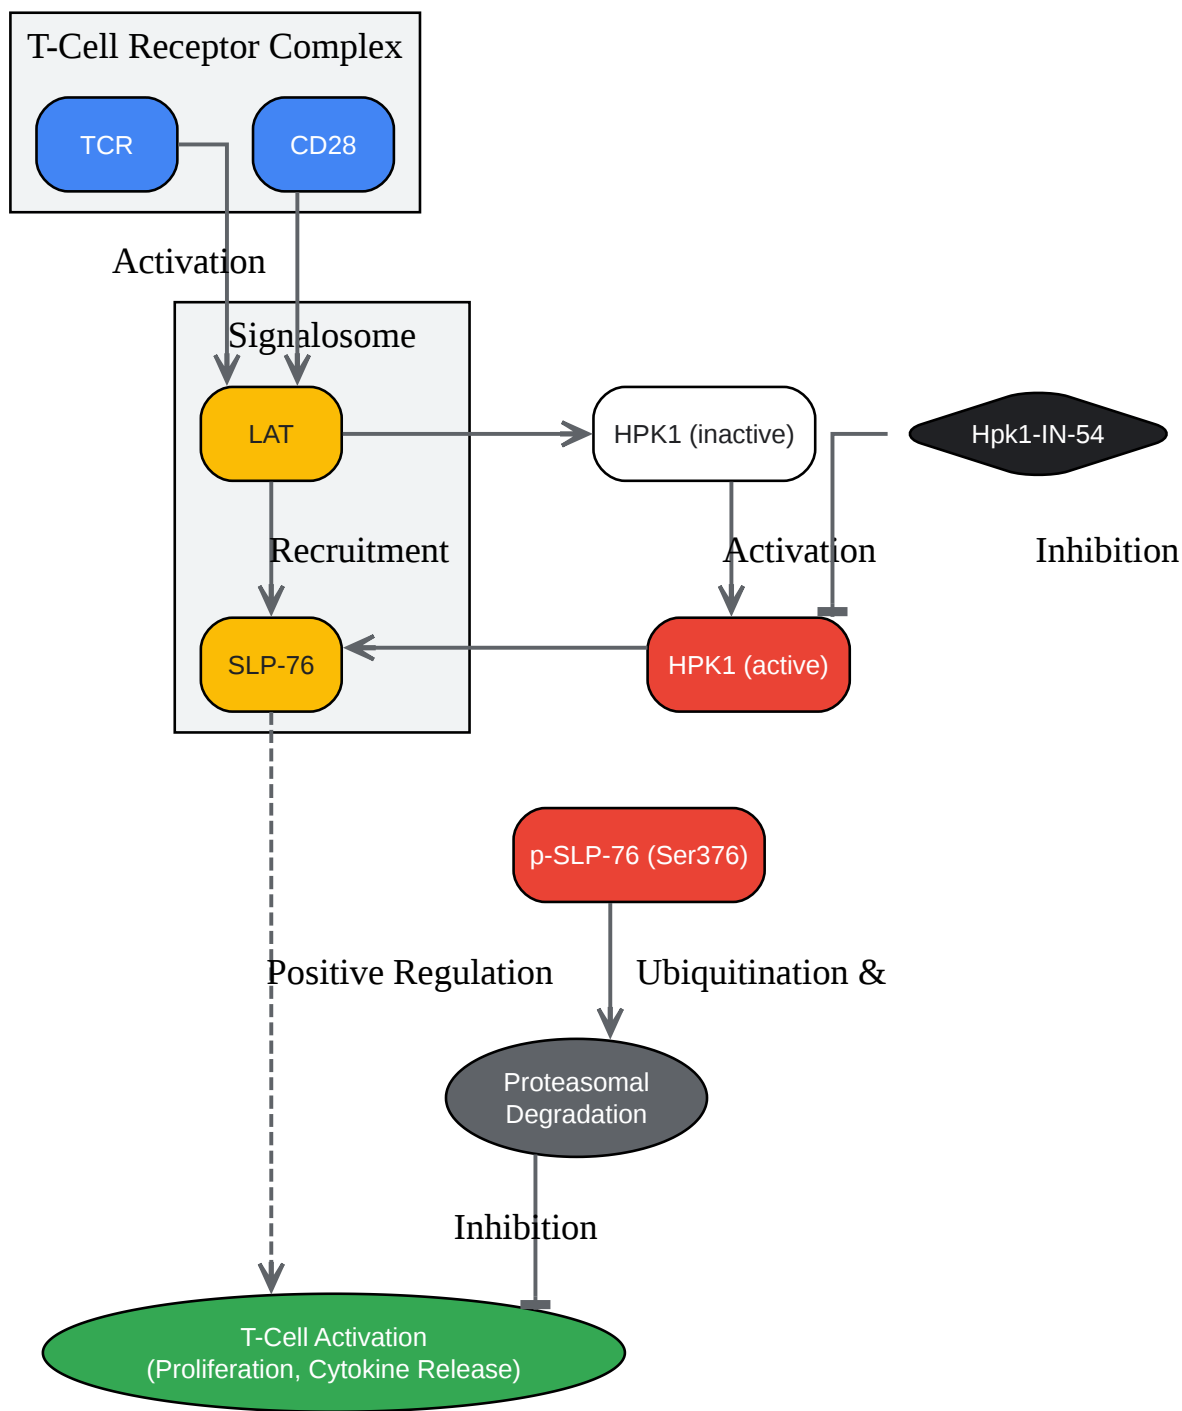 T-Cell Receptor Complex
TCR
CD28
Activation
Signalosome
LAT
HPK1 (inactive)
Hpk1-IN-54
Recruitment
Activation
Inhibition
SLP-76
HPK1 (active)
p-SLP-76 (Ser376)
Positive Regulation
Ubiquitination &
Proteasomal
Degradation
Inhibition
T-Cell Activation
(Proliferation, Cytokine Release)